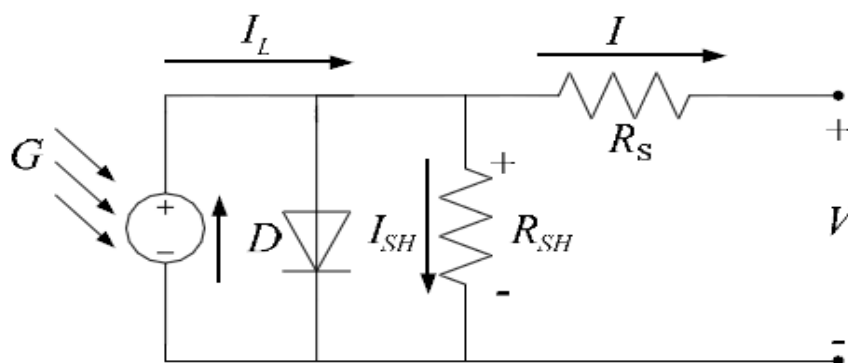 I_L
I
G
+
−
D
I_SH
+
-
R_SH
R_S
+
V
-